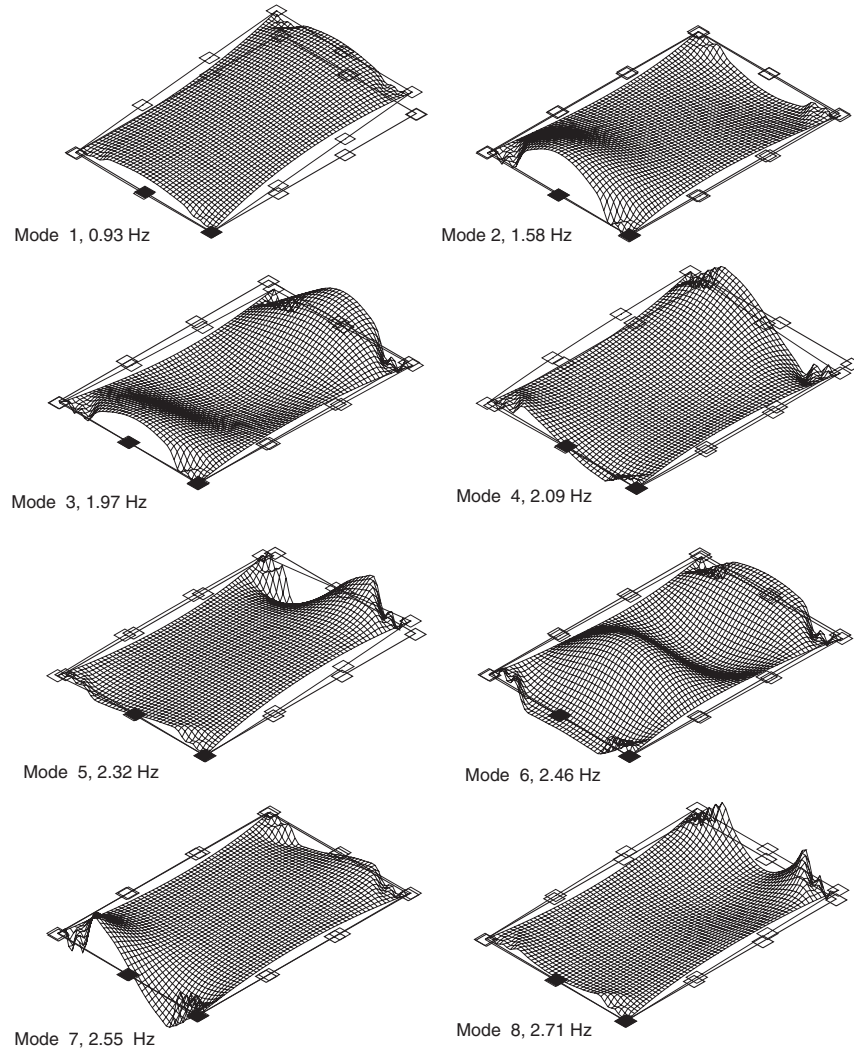 Mode 1, 0.93 Hz
Mode 2, 1.58 Hz
Mode 3, 1.97 Hz
Mode 4, 2.09 Hz
Mode 5, 2.32 Hz
Mode 6, 2.46 Hz
Mode 7, 2.55 Hz
Mode 8, 2.71 Hz